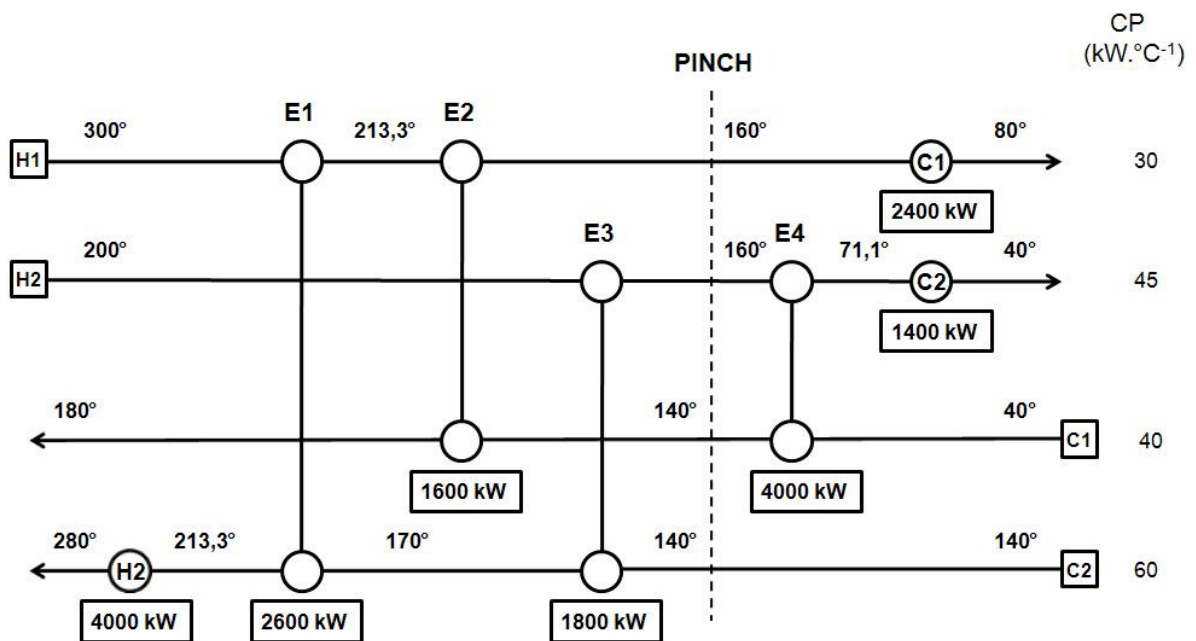 CP
(kW.°C⁻¹)
PINCH
E1 E2
300° 213,3° 160° 80°
H1 C1 30
2400 kW
E3 E4
200° 160° 71,1° 40°
H2 C2 45
1400 kW
180° 140° 40°
C1 40
1600 kW 4000 kW
280° 213,3° 170° 140° 140°
H2 C2 60
4000 kW 2600 kW 1800 kW